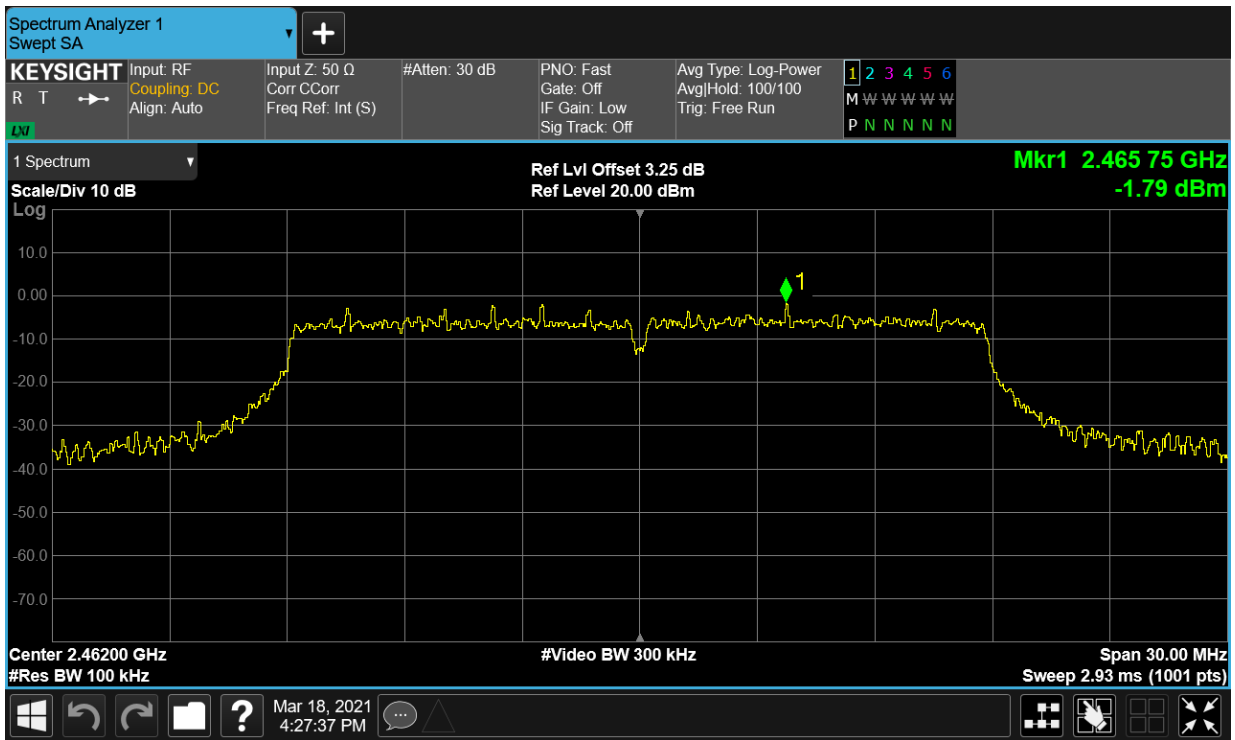 Spectrum Analyzer 1
Swept SA
KEYSIGHT
R T
LXI
Input: RF
Coupling: DC
Align: Auto
Input Z: 50 Ω
Corr CCorr
Freq Ref: Int (S)
#Atten: 30 dB
PNO: Fast
Gate: Off
IF Gain: Low
Sig Track: Off
Avg Type: Log-Power
Avg|Hold: 100/100
Trig: Free Run
1 2 3 4 5 6
M W W W W W
P N N N N N
1 Spectrum
Scale/Div 10 dB
Log
Ref Lvl Offset 3.25 dB
Ref Level 20.00 dBm
Mkr1 2.465 75 GHz
-1.79 dBm
10.0
0.00
-10.0
-20.0
-30.0
-40.0
-50.0
-60.0
-70.0
1
Center 2.46200 GHz
#Res BW 100 kHz
#Video BW 300 kHz
Span 30.00 MHz
Sweep 2.93 ms (1001 pts)
?
Mar 18, 2021
4:27:37 PM